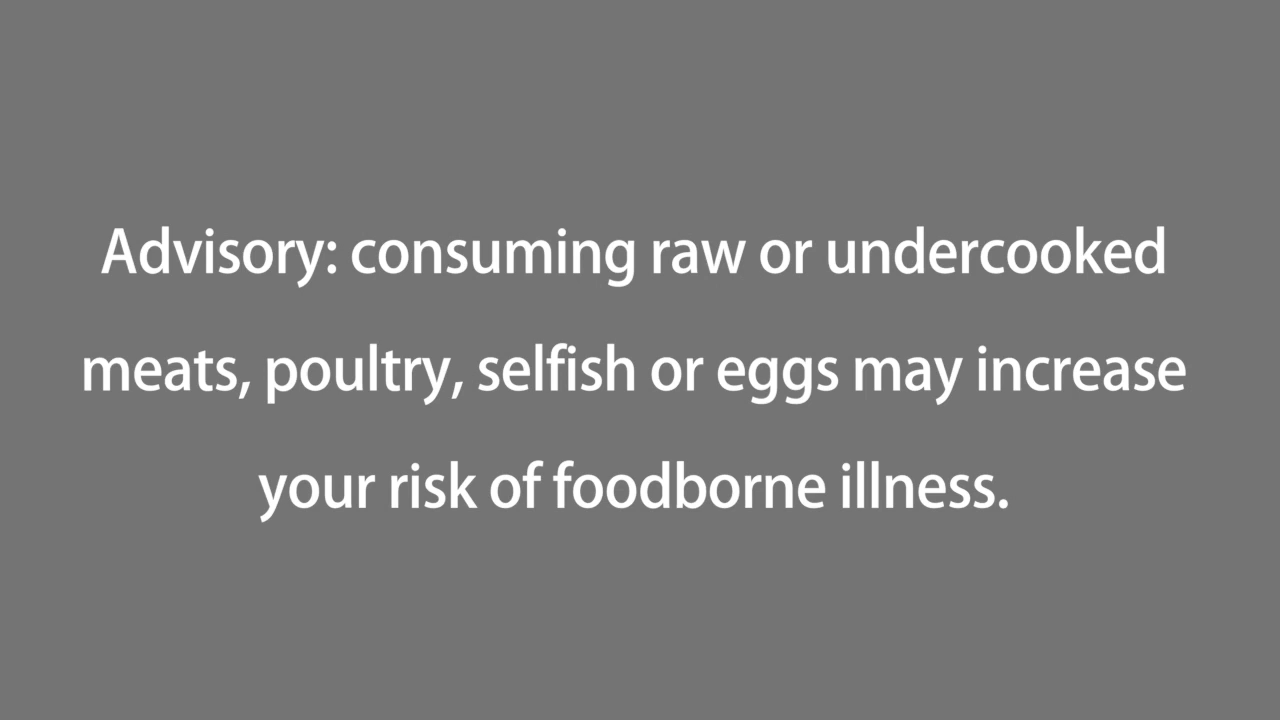 Advisory: consuming raw or undercooked
meats, poultry, selfish or eggs may increase
your risk of foodborne illness.